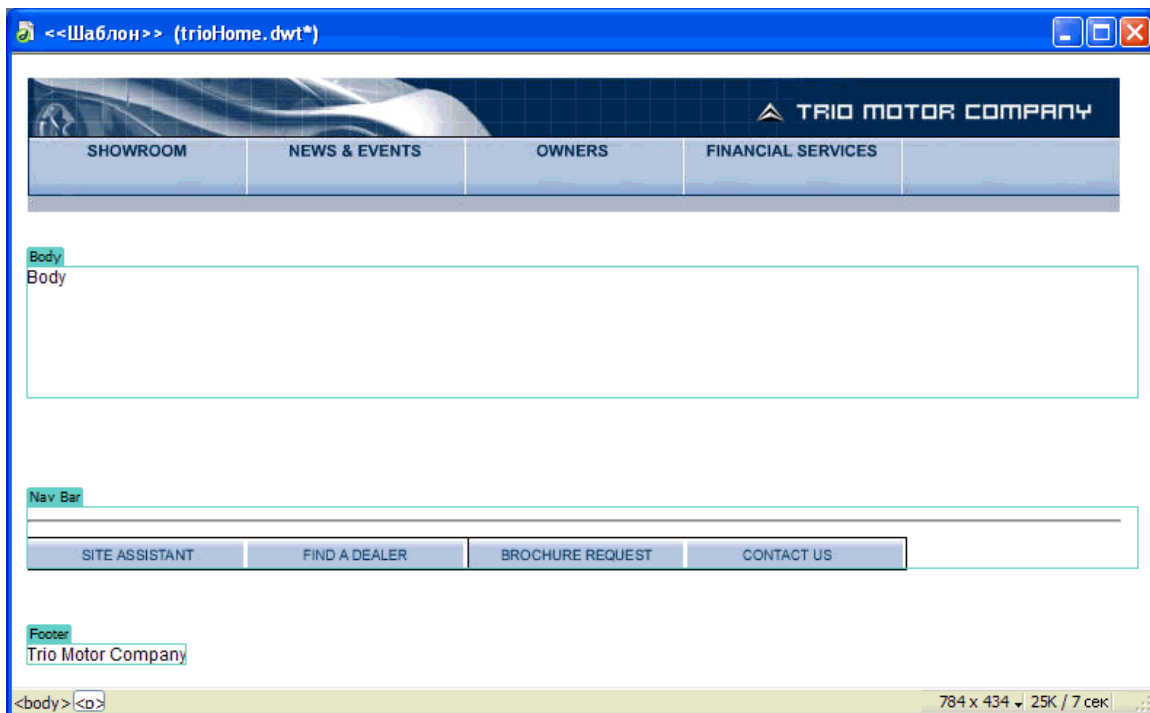 <<Шаблон>> (trioHome.dwt*)
TRIO MOTOR COMPANY
SHOWROOM NEWS & EVENTS OWNERS FINANCIAL SERVICES
Body
Body
Nav Bar
SITE ASSISTANT FIND A DEALER BROCHURE REQUEST CONTACT US
Footer
Trio Motor Company
<body> <p> 784 x 434 25K / 7 сек